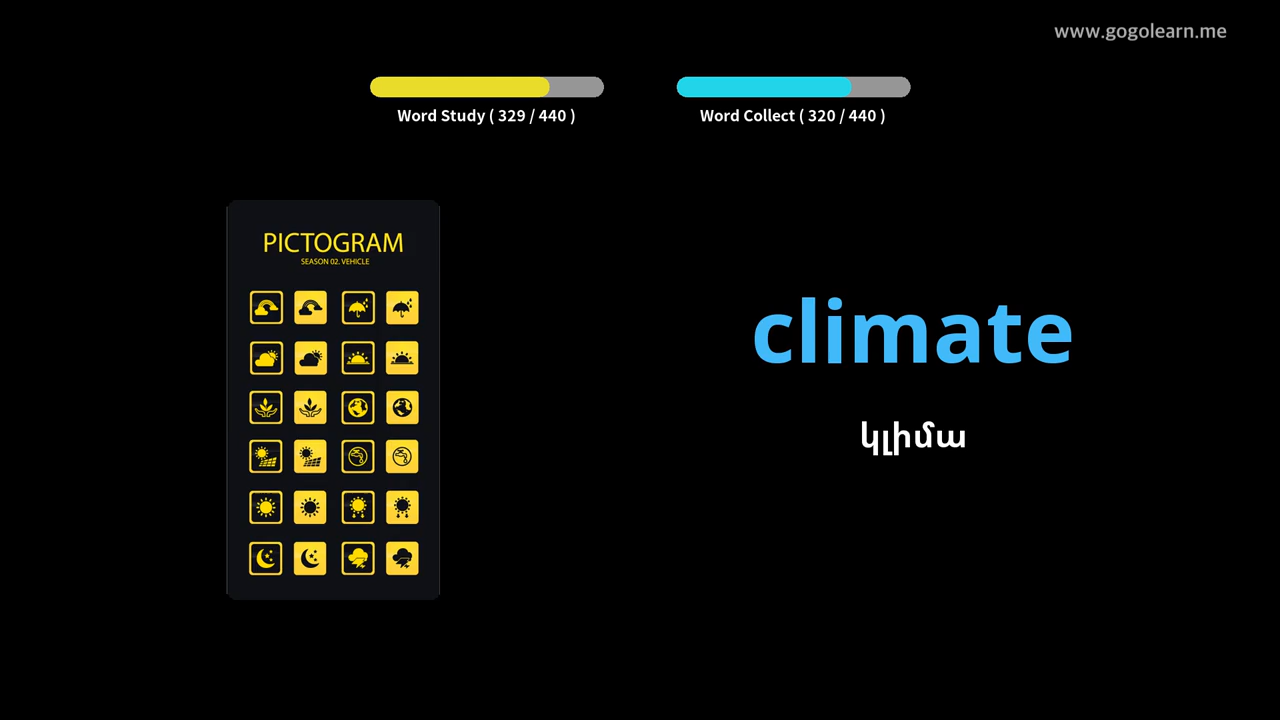 www.gogolearn.me
Word Study ( 329 / 440 )
Word Collect ( 320 / 440 )
PICTOGRAM
SEASON 02. VEHICLE
climate
կլիմա